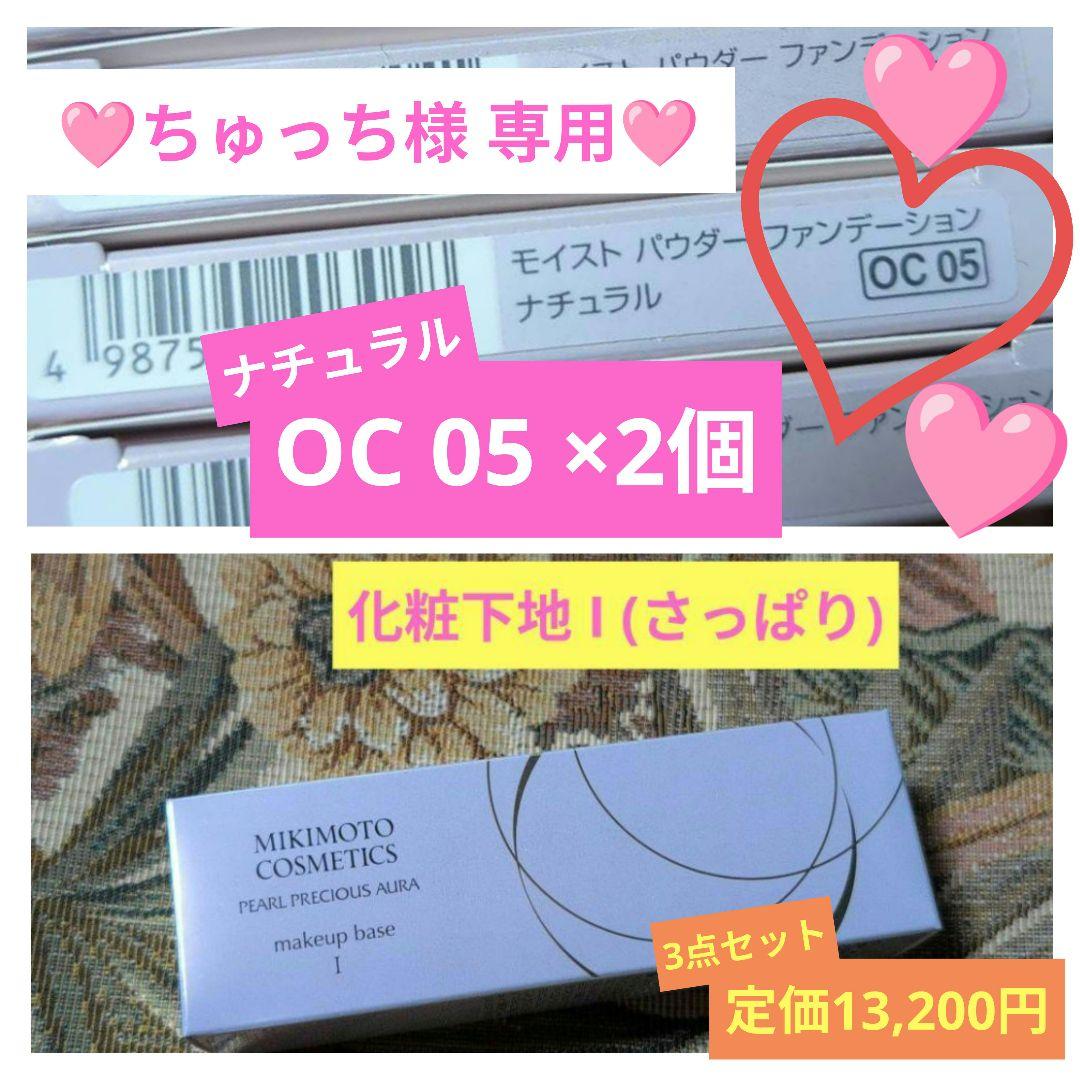 モイスト パウダー ファンデーション
🩷ちゅっち様 専用🩷
モイスト パウダー ファンデーション
ナチュラル
OC 05
4 9875
ナチュラル
OC 05 ×2個
化粧下地 I (さっぱり)
MIKIMOTO
COSMETICS
PEARL PRECIOUS AURA
makeup base
I
3点セット
定価13,200円